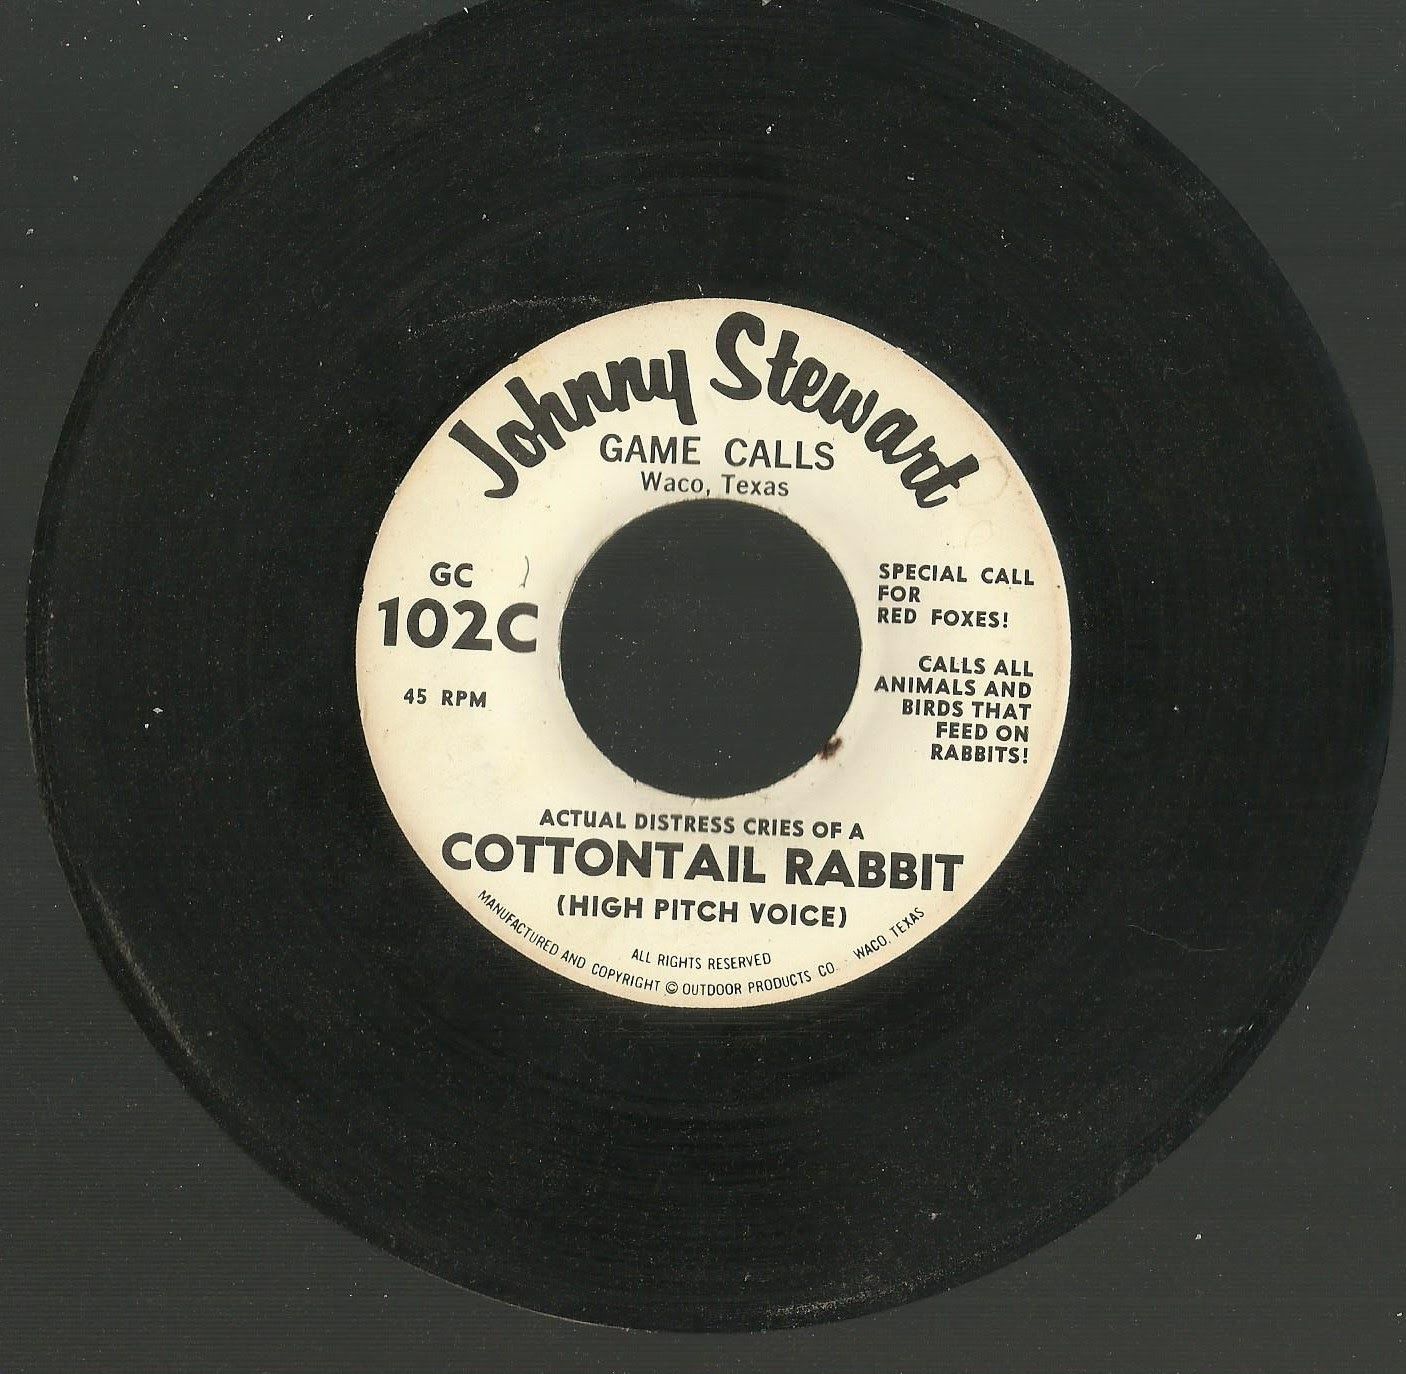 Johnny Stewart
GAME CALLS
Waco, Texas
GC
102C
45 RPM
SPECIAL CALL
FOR
RED FOXES!
CALLS ALL
ANIMALS AND
BIRDS THAT
FEED ON
RABBITS!
ACTUAL DISTRESS CRIES OF A
COTTONTAIL RABBIT
(HIGH PITCH VOICE)
ALL RIGHTS RESERVED
MANUFACTURED AND COPYRIGHT © OUTDOOR PRODUCTS CO. WACO, TEXAS